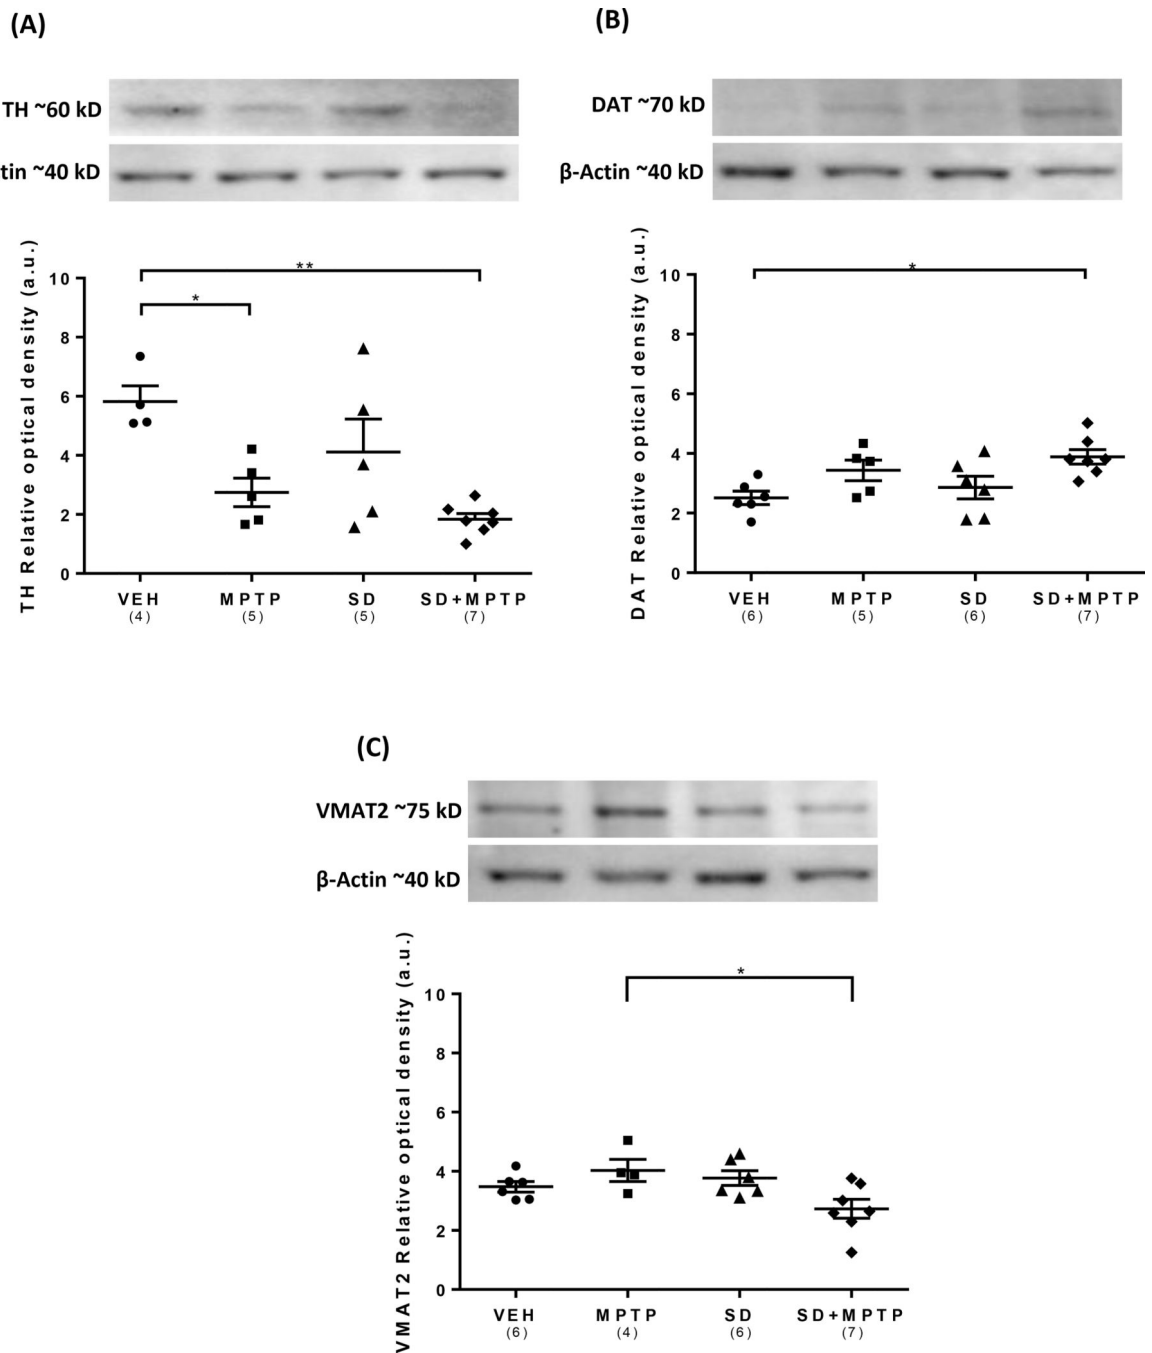 (A)
TH ~60 kD
tin ~40 kD
TH Relative optical density (a.u.)
10
8
6
4
2
0
**
*
VEH MPTP SD SD+MPTP
(4) (5) (5) (7)
(B)
DAT ~70 kD
β-Actin ~40 kD
DAT Relative optical density (a.u.)
10
8
6
4
2
0
*
VEH MPTP SD SD+MPTP
(6) (5) (6) (7)
(C)
VMAT2 ~75 kD
β-Actin ~40 kD
VMAT2 Relative optical density (a.u.)
10
8
6
4
2
0
*
VEH MPTP SD SD+MPTP
(6) (4) (6) (7)